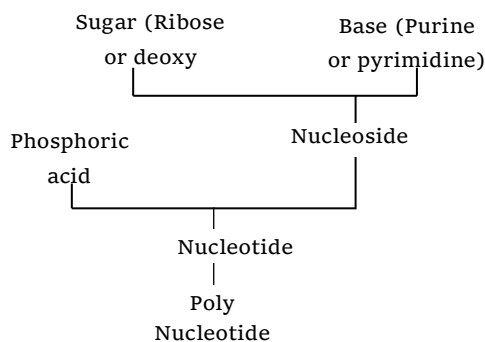 Sugar (Ribose
or deoxy
Base (Purine
or pyrimidine)
Nucleoside
Phosphoric
acid
Nucleotide
Poly
Nucleotide